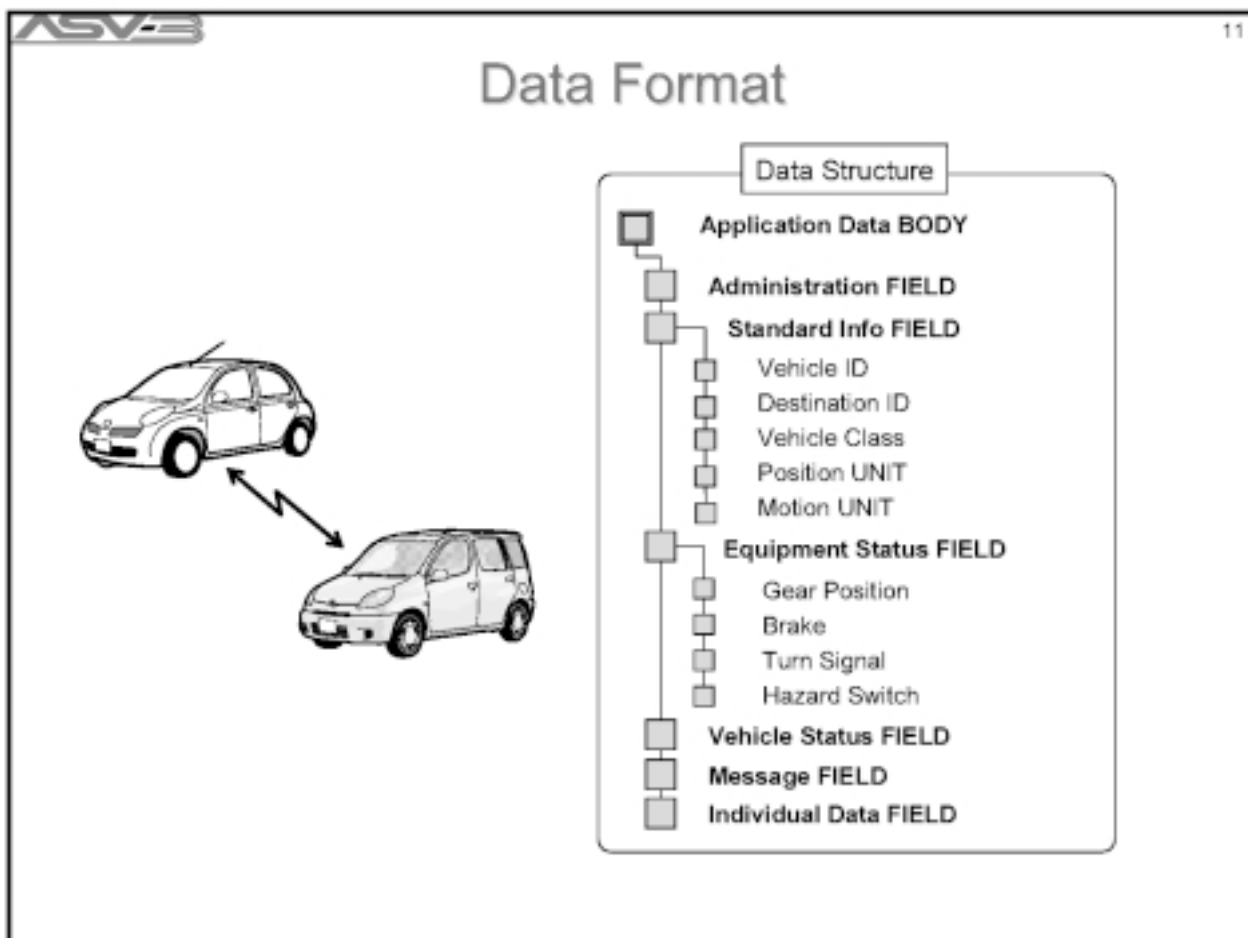 ASV-3
11
Data Format
Data Structure
Application Data BODY
Administration FIELD
Standard Info FIELD
Vehicle ID
Destination ID
Vehicle Class
Position UNIT
Motion UNIT
Equipment Status FIELD
Gear Position
Brake
Turn Signal
Hazard Switch
Vehicle Status FIELD
Message FIELD
Individual Data FIELD